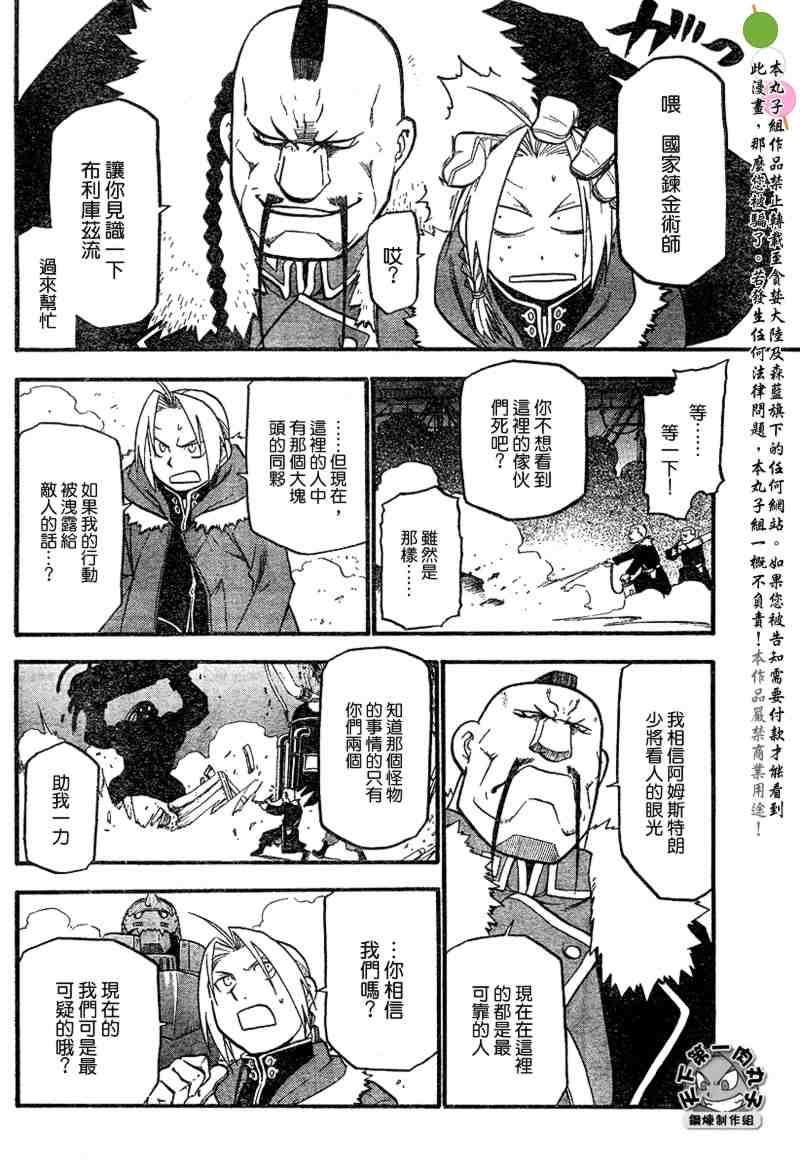 喂 國家鍊金術師
哎?
讓你見識一下
布利庫茲流
過來幫忙
等…
等一下!
你不想看到
這裡的傢伙
們死吧?
雖然是
那樣……
……但現在,
這裡的人中
有那個大塊
頭的同夥
如果我的行動
被洩露給
敵人的話…?
我相信阿姆斯特朗
少將看人的眼光
現在在這裡
的都是最
可靠的人
知道那個怪物
的事情的只有
你們兩個
助我一力
…你相信
我們嗎?
現在的
我們可是最
可疑的哦?
本丸子組作品禁止轉載至貪婪大陸及森藍旗下的任何網站。如果您被告知需要付款才能看到
此漫畫,那麼您被騙了。若發生任何法律問題,本丸子組一概不負責!本作品嚴禁商業用途!
天下第一肉丸子
鋼煉制作組